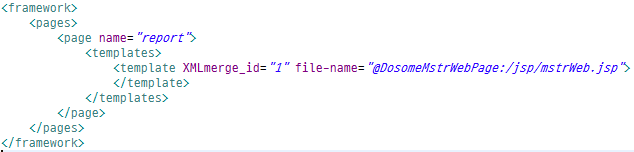 <framework>
    <pages>
        <page name="report">
            <templates>
                <template XMLmerge_id="1" file-name="@DosomeMstrWebPage:/jsp/mstrWeb.jsp">
                </template>
            </templates>
        </page>
    </pages>
</framework>